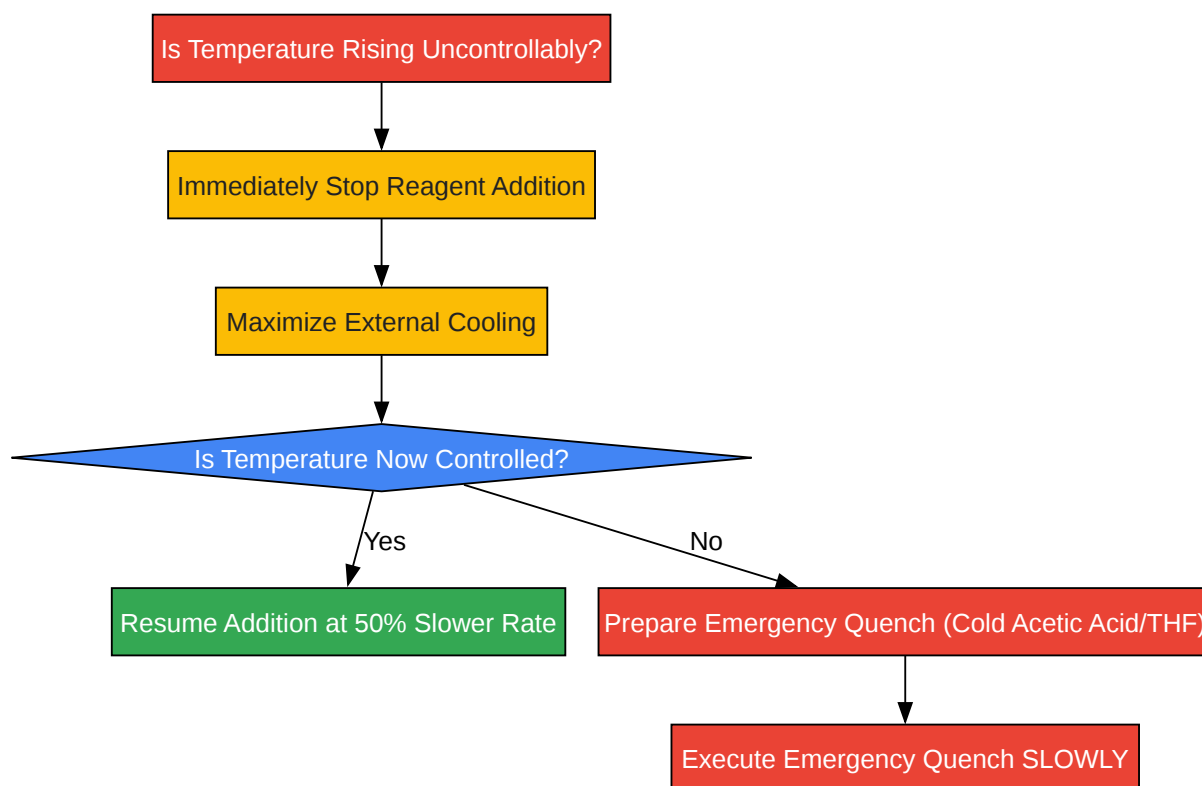 Is Temperature Rising Uncontrollably?
Immediately Stop Reagent Addition
Maximize External Cooling
Is Temperature Now Controlled?
Yes
No
Resume Addition at 50% Slower Rate
Prepare Emergency Quench (Cold Acetic Acid/THF)
Execute Emergency Quench SLOWLY